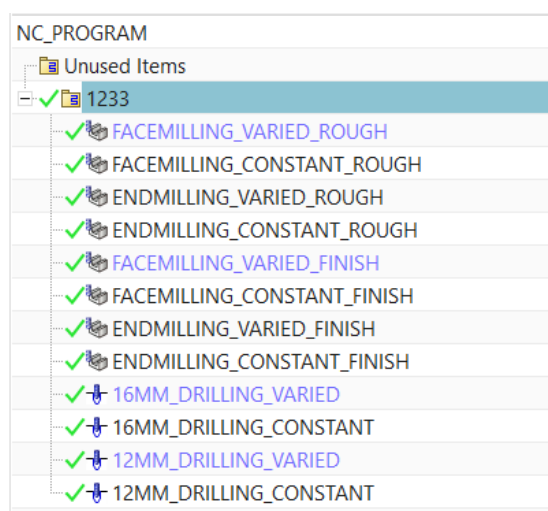 NC_PROGRAM
Unused Items
1233
FACEMILLING_VARIED_ROUGH
FACEMILLING_CONSTANT_ROUGH
ENDMILLING_VARIED_ROUGH
ENDMILLING_CONSTANT_ROUGH
FACEMILLING_VARIED_FINISH
FACEMILLING_CONSTANT_FINISH
ENDMILLING_VARIED_FINISH
ENDMILLING_CONSTANT_FINISH
16MM_DRILLING_VARIED
16MM_DRILLING_CONSTANT
12MM_DRILLING_VARIED
12MM_DRILLING_CONSTANT